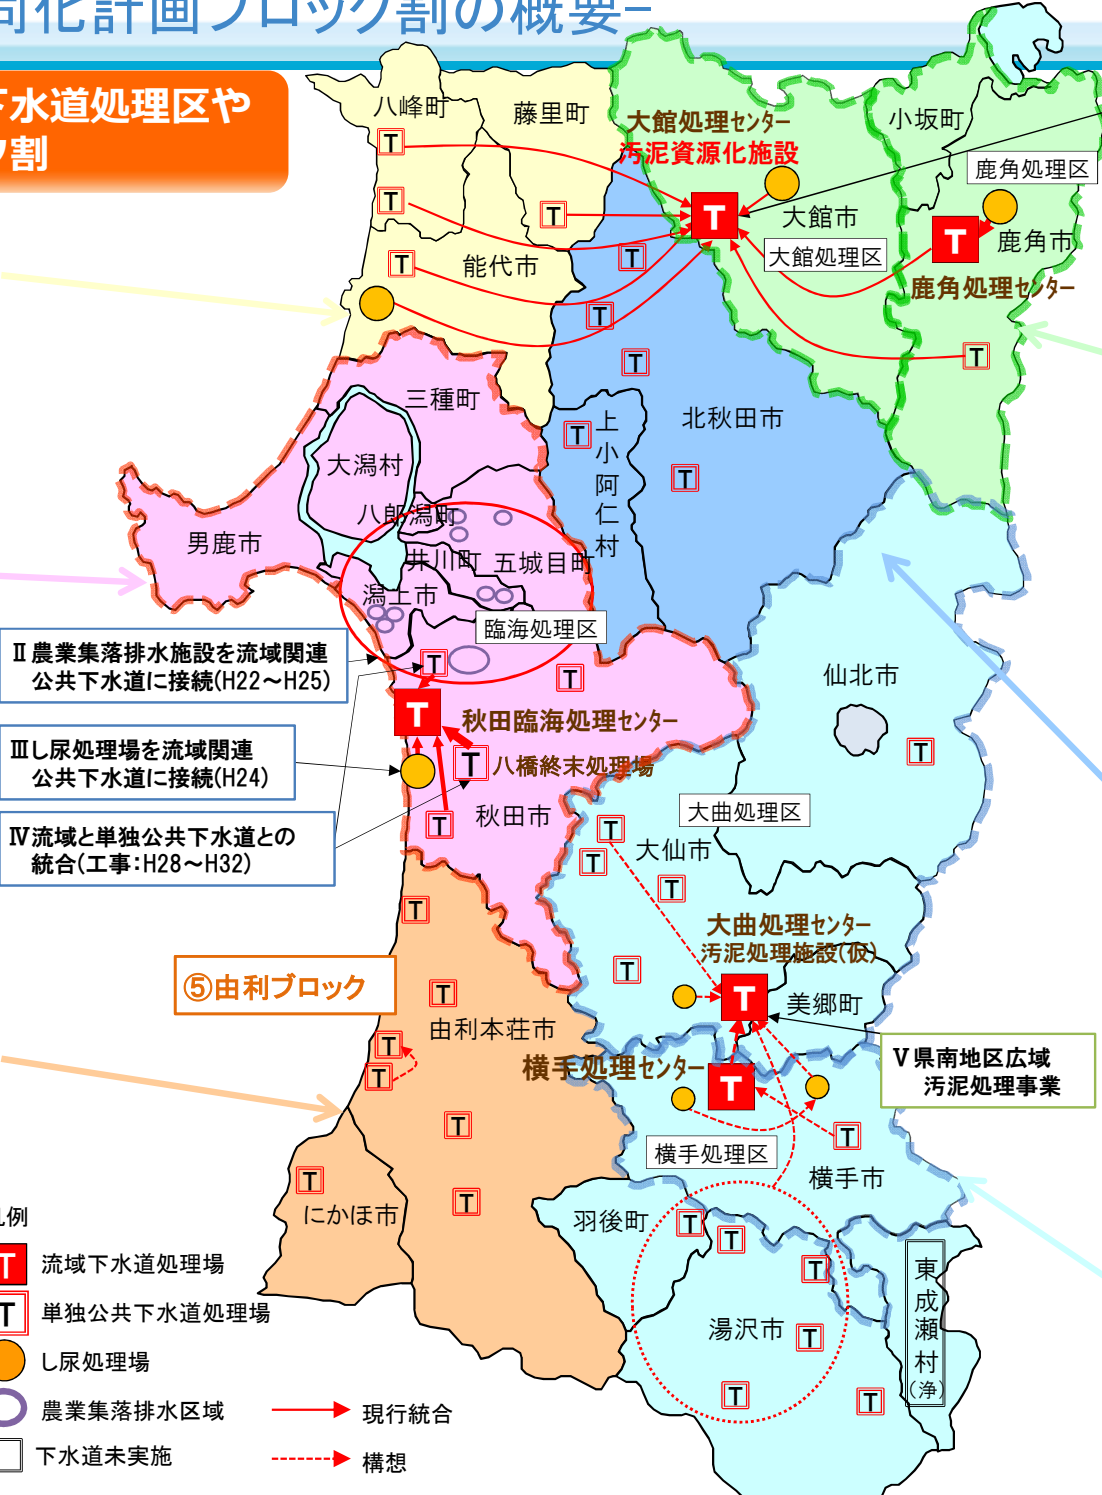 同化計画ブロック割の概要−
下水道処理区や
ク割
八峰町
藤里町
大館処理センター
汚泥資源化施設
小坂町
鹿角処理区
T
T
T
T
大館市
T
鹿角市
大館処理区
能代市
T
T
鹿角処理センター
T
T
T
三種町
北秋田市
上小阿仁村
T
大潟村
T
八郎潟町
男鹿市
井川町
五城目町
潟上市
臨海処理区
Ⅱ農業集落排水施設を流域関連
公共下水道に接続(H22～H25)
T
T
仙北市
T
秋田臨海処理センター
T
Ⅲし尿処理場を流域関連
公共下水道に接続(H24)
T
八橋終末処理場
大曲処理区
Ⅳ流域と単独公共下水道との
統合(工事:H28～H32)
T
秋田市
T
大仙市
T
T
T
大曲処理センター
汚泥処理施設(仮)
⑤由利ブロック
T
T
T
美郷町
由利本荘市
T
T
横手処理センター
T
Ⅴ県南地区広域
汚泥処理事業
T
T
横手処理区
横手市
T
にかほ市
T
羽後町
T
T
T
東成瀬村
(浄)
湯沢市
T
T
T
凡例
T
流域下水道処理場
T
単独公共下水道処理場
し尿処理場
農業集落排水区域
現行統合
下水道未実施
構想